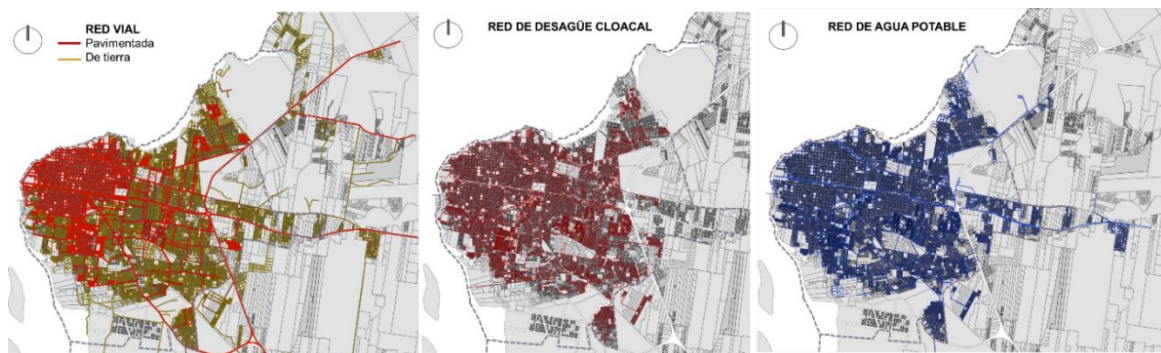 RED VIAL
Pavimentada
De tierra
RED DE DESAGÜE CLOACAL
RED DE AGUA POTABLE